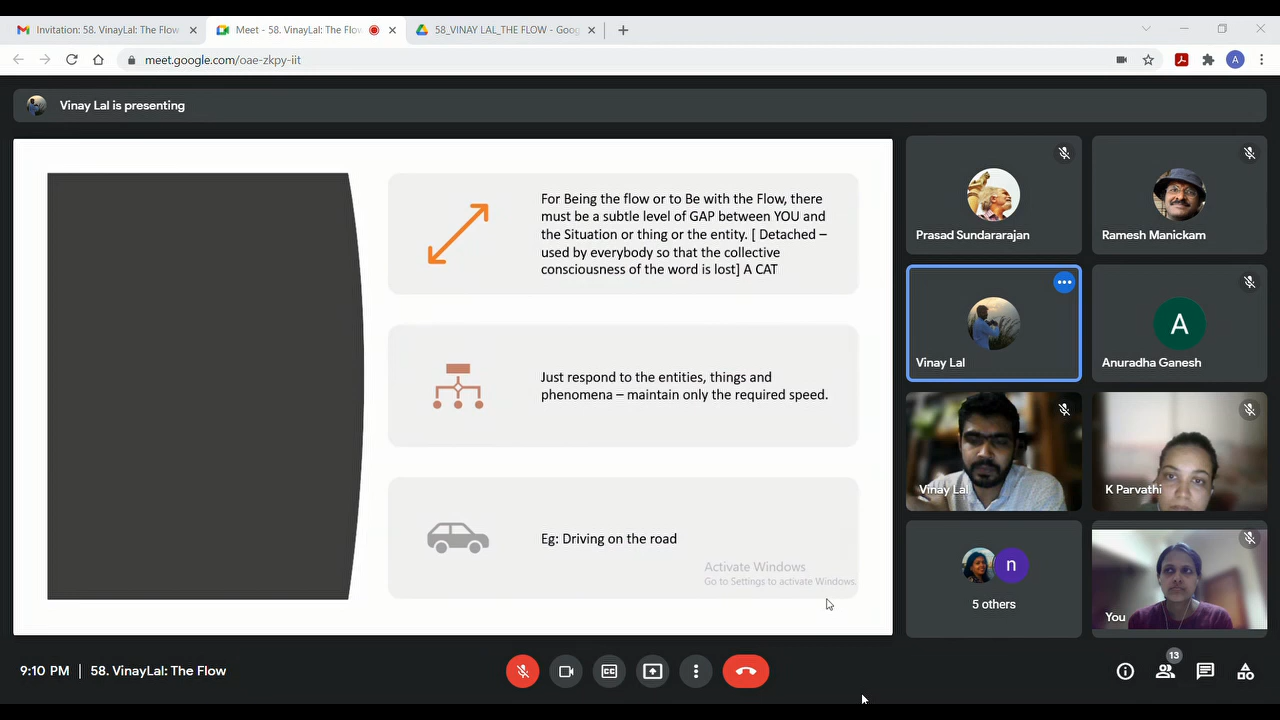 Invitation: 58. VinayLal: The Flow
Meet - 58. VinayLal: The Flo
58_VINAY LAL_THE FLOW - Goog
meet.google.com/oae-zkpy-iit
A
Vinay Lal is presenting
For Being the flow or to Be with the Flow, there
must be a subtle level of GAP between YOU and
the Situation or thing or the entity. [ Detached –
used by everybody so that the collective
consciousness of the word is lost] A CAT
Just respond to the entities, things and
phenomena – maintain only the required speed.
Eg: Driving on the road
Activate Windows
Go to Settings to activate Windows.
Prasad Sundararajan
Ramesh Manickam
Vinay Lal
A
Anuradha Ganesh
Vinay Lal
K Parvathi
n
5 others
You
9:10 PM | 58. VinayLal: The Flow
CC
13